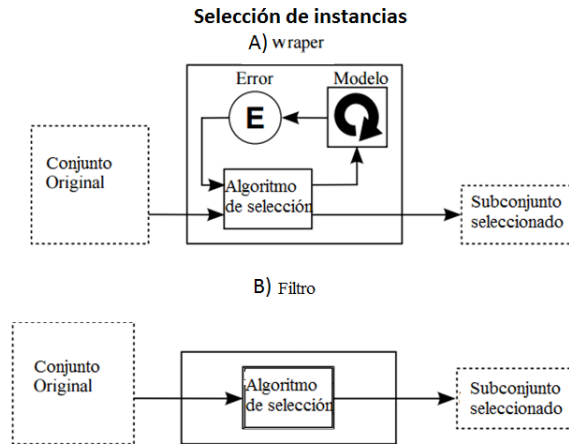 Selección de instancias
A) wraper
Error
Modelo
E
Conjunto
Original
Algoritmo
de selección
Subconjunto
seleccionado
B) Filtro
Conjunto
Original
Algoritmo
de selección
Subconjunto
seleccionado